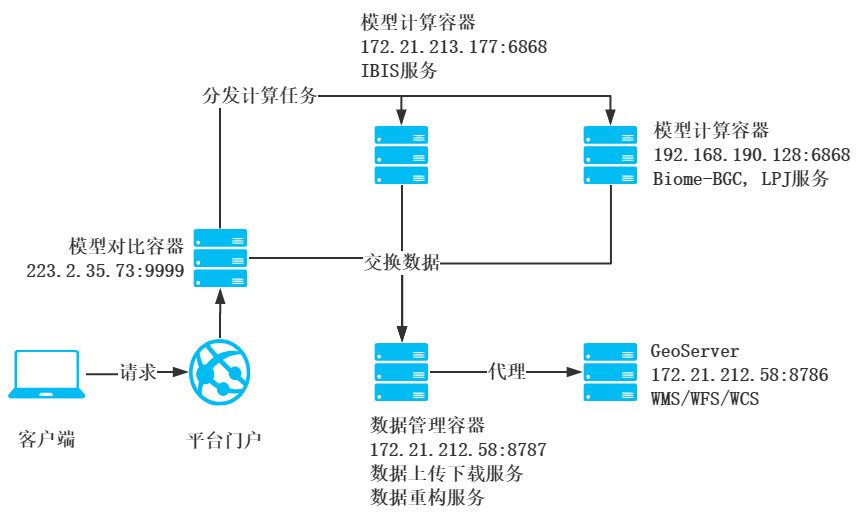 模型计算容器
172.21.213.177:6868
IBIS服务
分发计算任务
模型计算容器
192.168.190.128:6868
Biome-BGC, LPJ服务
模型对比容器
223.2.35.73:9999
交换数据
请求
代理
GeoServer
172.21.212.58:8786
WMS/WFS/WCS
客户端
平台门户
数据管理容器
172.21.212.58:8787
数据上传下载服务
数据重构服务